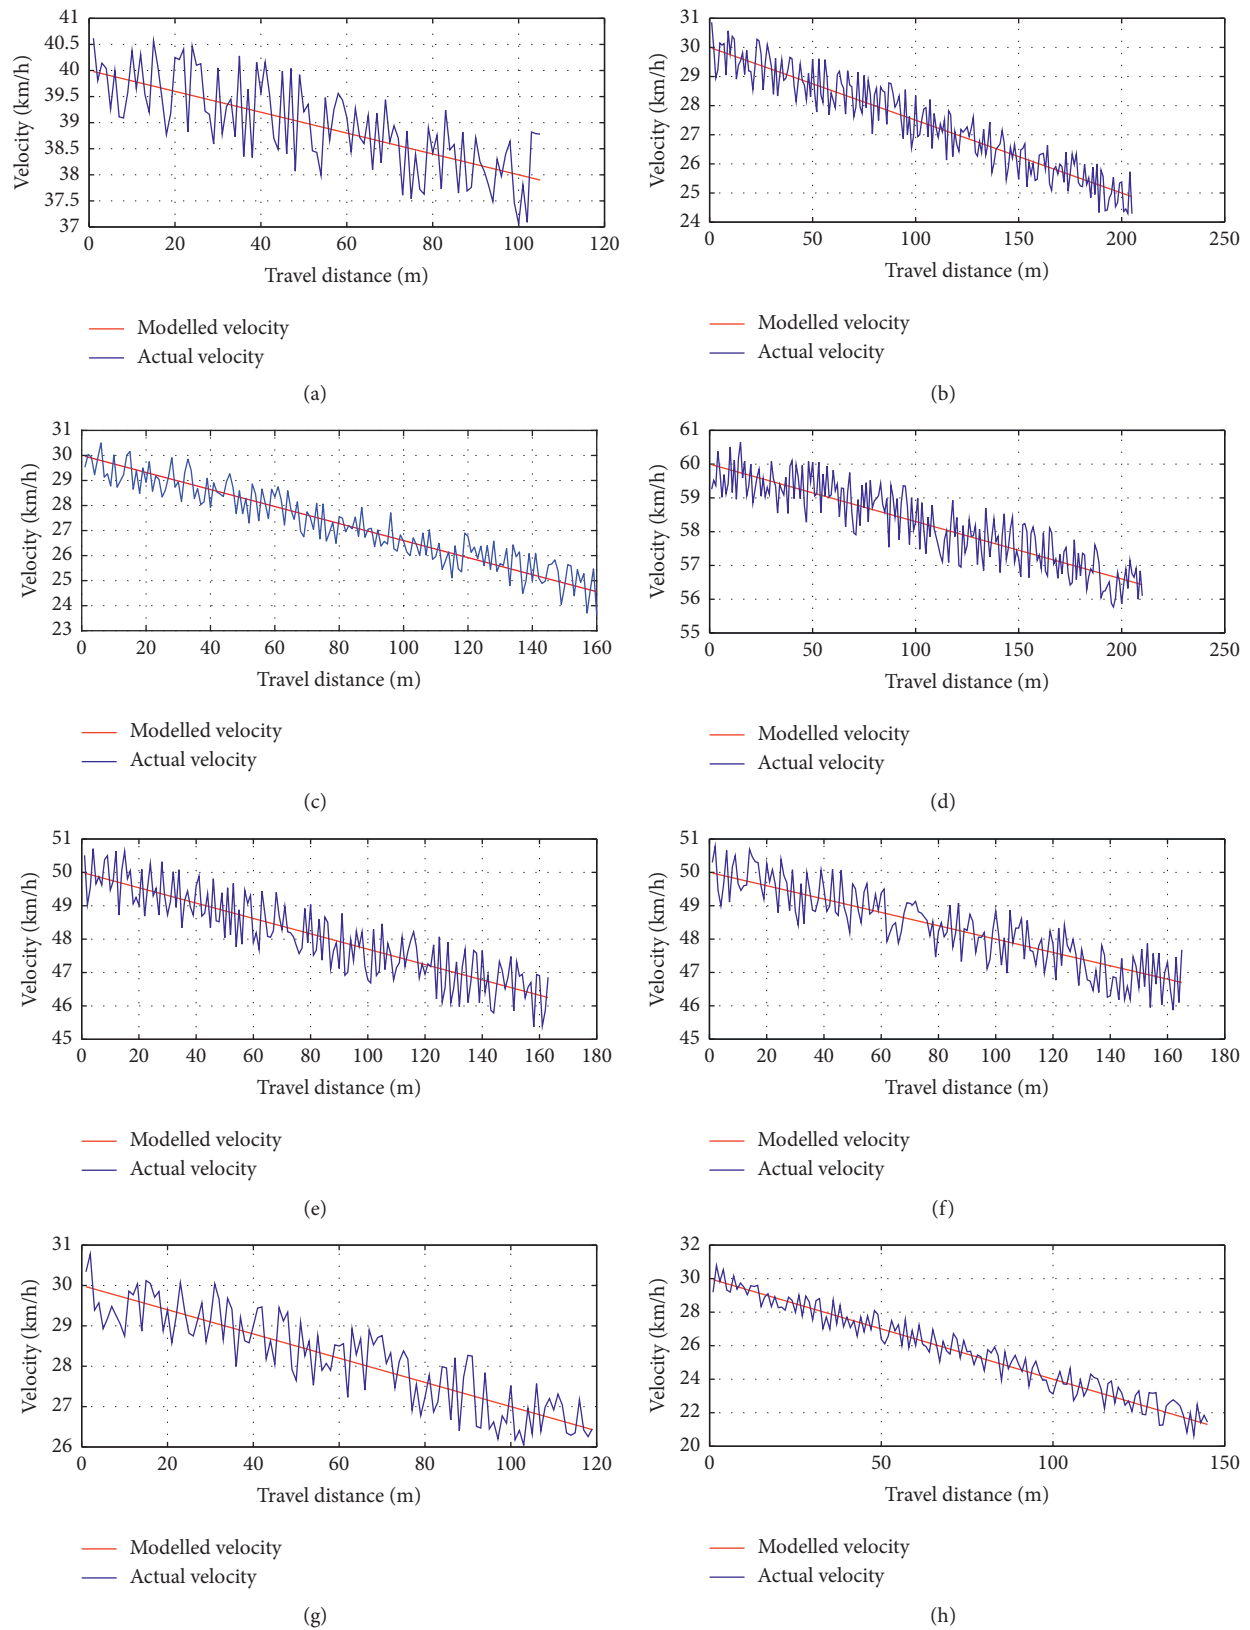 41
40.5
40
39.5
39
38.5
38
37.5
37
Velocity (km/h)
0 20 40 60 80 100 120
Travel distance (m)
Modelled velocity
Actual velocity
(a)
31
30
29
28
27
26
25
24
Velocity (km/h)
0 50 100 150 200 250
Travel distance (m)
Modelled velocity
Actual velocity
(b)
31
30
29
28
27
26
25
24
23
Velocity (km/h)
0 20 40 60 80 100 120 140 160
Travel distance (m)
Modelled velocity
Actual velocity
(c)
61
60
59
58
57
56
55
Velocity (km/h)
0 50 100 150 200 250
Travel distance (m)
Modelled velocity
Actual velocity
(d)
51
50
49
48
47
46
45
Velocity (km/h)
0 20 40 60 80 100 120 140 160 180
Travel distance (m)
Modelled velocity
Actual velocity
(e)
51
50
49
48
47
46
45
Velocity (km/h)
0 20 40 60 80 100 120 140 160 180
Travel distance (m)
Modelled velocity
Actual velocity
(f)
31
30
29
28
27
26
Velocity (km/h)
0 20 40 60 80 100 120
Travel distance (m)
Modelled velocity
Actual velocity
(g)
32
30
28
26
24
22
20
Velocity (km/h)
0 50 100 150
Travel distance (m)
Modelled velocity
Actual velocity
(h)